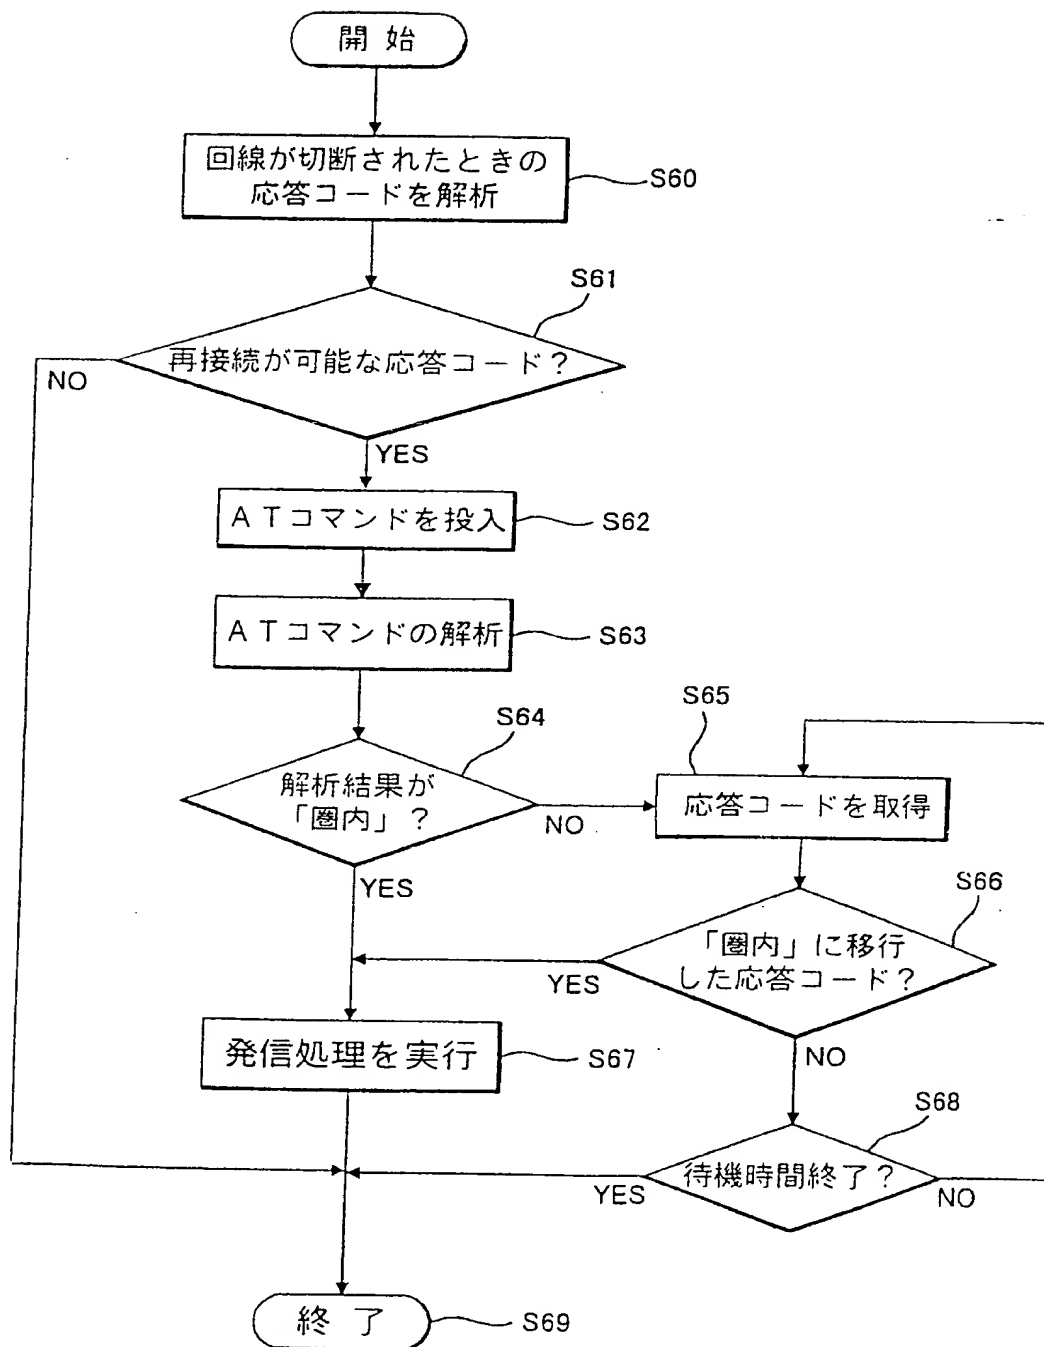 開 始
回線が切断されたときの
応答コードを解析
S60
S61
再接続が可能な応答コード？
NO
YES
ＡＴコマンドを投入
S62
ＡＴコマンドの解析
S63
S64
解析結果が
「圏内」？
NO
YES
S65
応答コードを取得
S66
「圏内」に移行
した応答コード？
YES
NO
発信処理を実行
S67
S68
待機時間終了？
YES
NO
終 了
S69